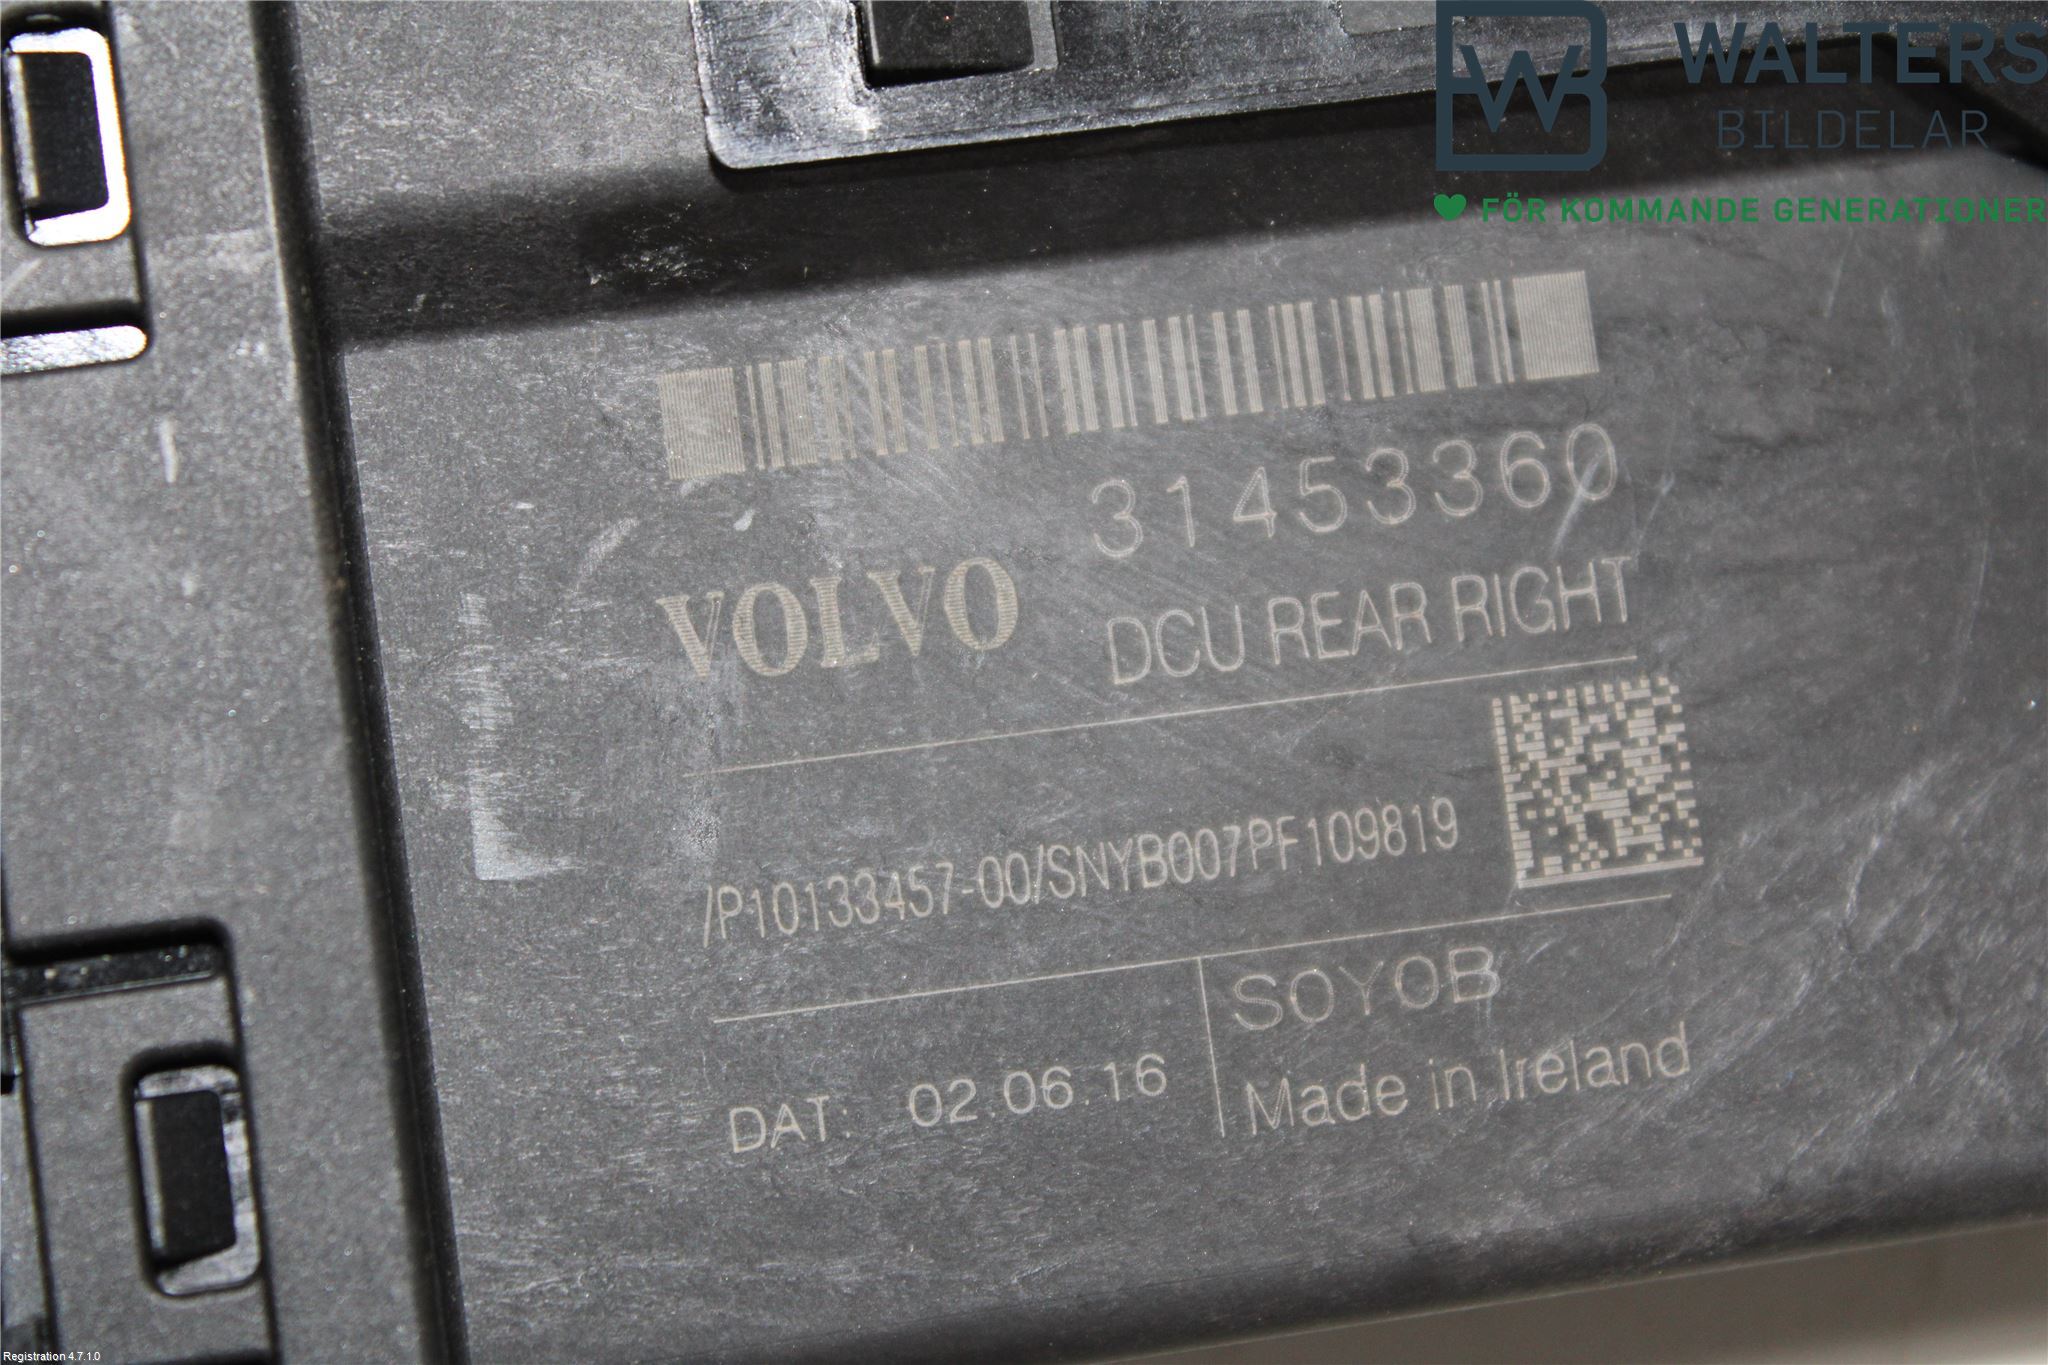 WALTERS
BILDELAR
FÖR KOMMANDE GENERATIONER
31453360
VOLVO
DCU REAR RIGHT
/P10133457-00/SNYB007PF109819
SOYOB
DAT: 02.06.16
Made in Ireland
Registration 4.7.1.0